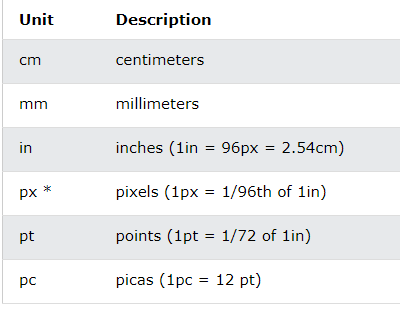 Unit Description
cm centimeters
mm millimeters
in inches (1in = 96px = 2.54cm)
px * pixels (1px = 1/96th of 1in)
pt points (1pt = 1/72 of 1in)
pc picas (1pc = 12 pt)